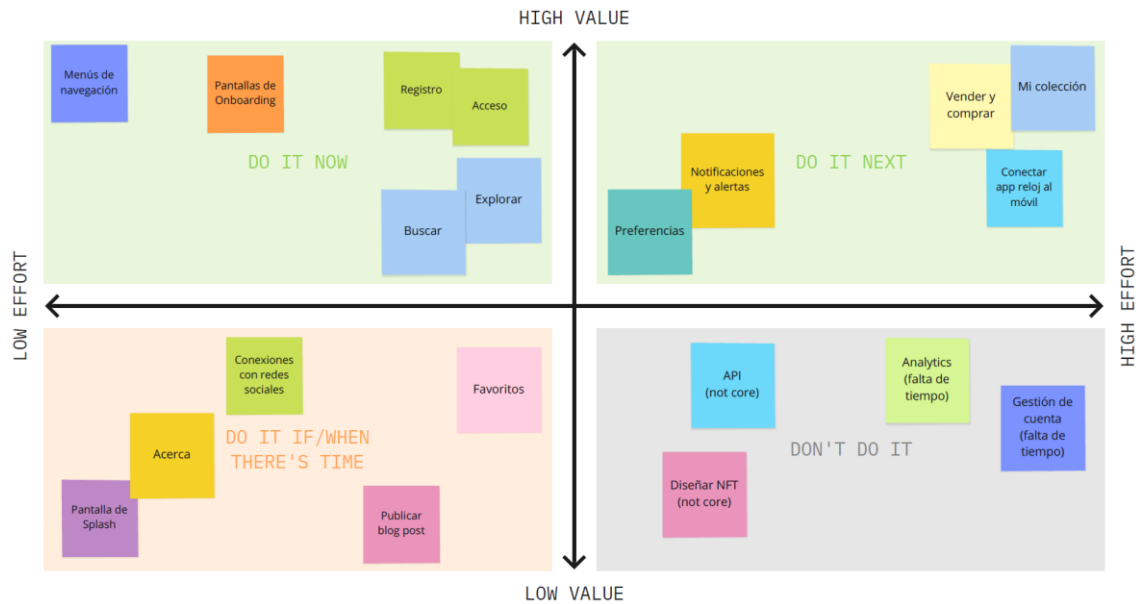 HIGH VALUE
Menús de
navegación
Pantallas de
Onboarding
Registro
Acceso
DO IT NOW
Explorar
Buscar
Vender y
comprar
Mi colección
Notificaciones
y alertas
DO IT NEXT
Conectar
app reloj al
móvil
Preferencias
LOW EFFORT
HIGH EFFORT
Conexiones
con redes
sociales
Favoritos
Acerca
DO IT IF/WHEN
THERE'S TIME
Pantalla de
Splash
Publicar
blog post
API
(not core)
Analytics
(falta de
tiempo)
Gestión de
cuenta
(falta de
tiempo)
DON'T DO IT
Diseñar NFT
(not core)
LOW VALUE